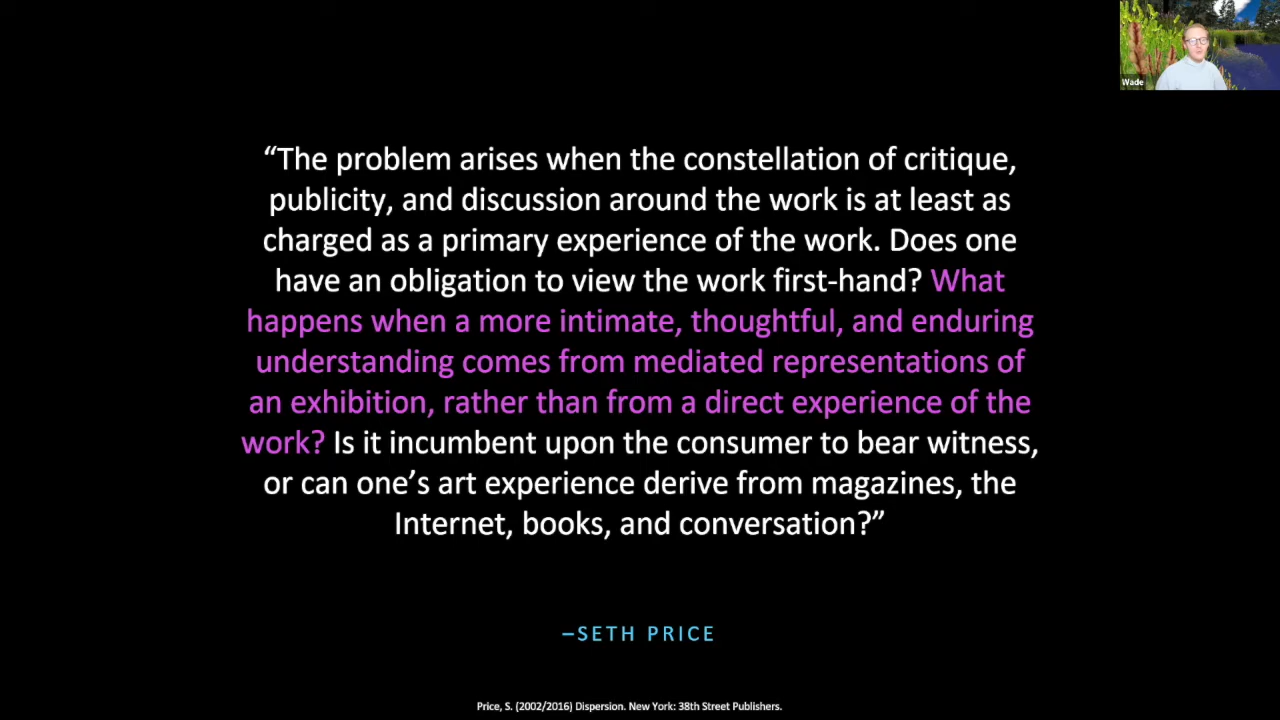 Wade
“The problem arises when the constellation of critique,
publicity, and discussion around the work is at least as
charged as a primary experience of the work. Does one
have an obligation to view the work first-hand? What
happens when a more intimate, thoughtful, and enduring
understanding comes from mediated representations of
an exhibition, rather than from a direct experience of the
work? Is it incumbent upon the consumer to bear witness,
or can one’s art experience derive from magazines, the
Internet, books, and conversation?”
–SETH PRICE
Price, S. (2002/2016) Dispersion. New York: 38th Street Publishers.